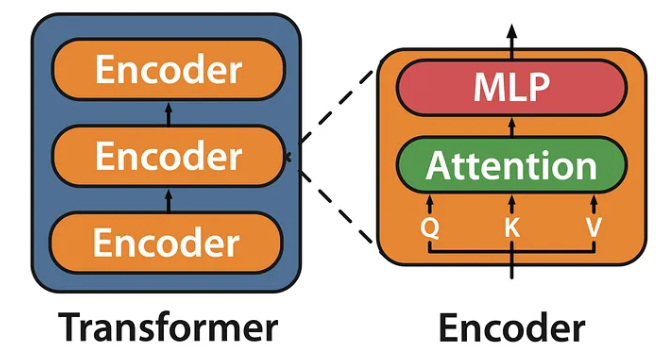 Encoder
Encoder
Encoder
Transformer
MLP
Attention
Q K V
Encoder